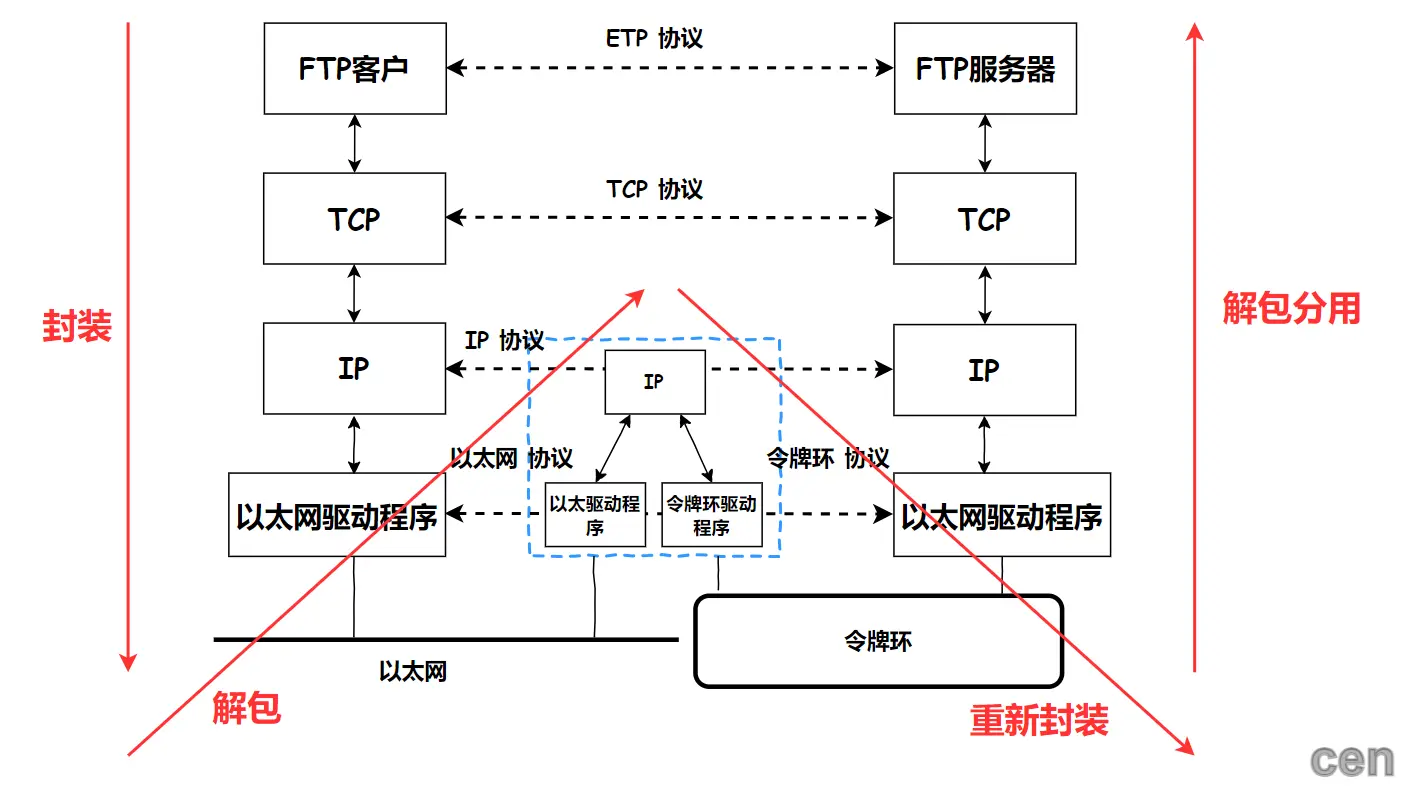 ETP 协议
FTP客户
FTP服务器
TCP 协议
TCP
TCP
封装
解包分用
IP 协议
IP
IP
IP
以太网 协议
令牌环 协议
以太网驱动程序
以太驱动程
序
令牌环驱动
程序
以太网驱动程序
令牌环
以太网
解包
重新封装
cen